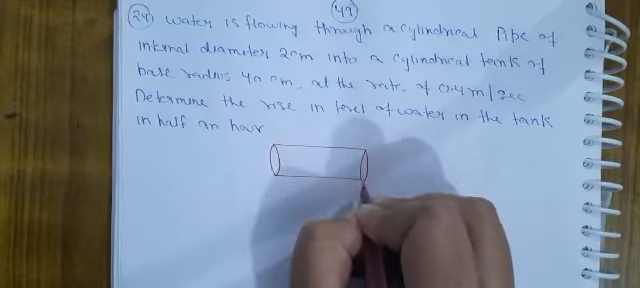 49
24) water is flowing through a cylindrical Pipe of
internal diameter 2cm into a cylindrical tank of
base radius 40 cm, at the rate of 0.4 m/sec
Determine the rise in level of water in the tank
in half an hour